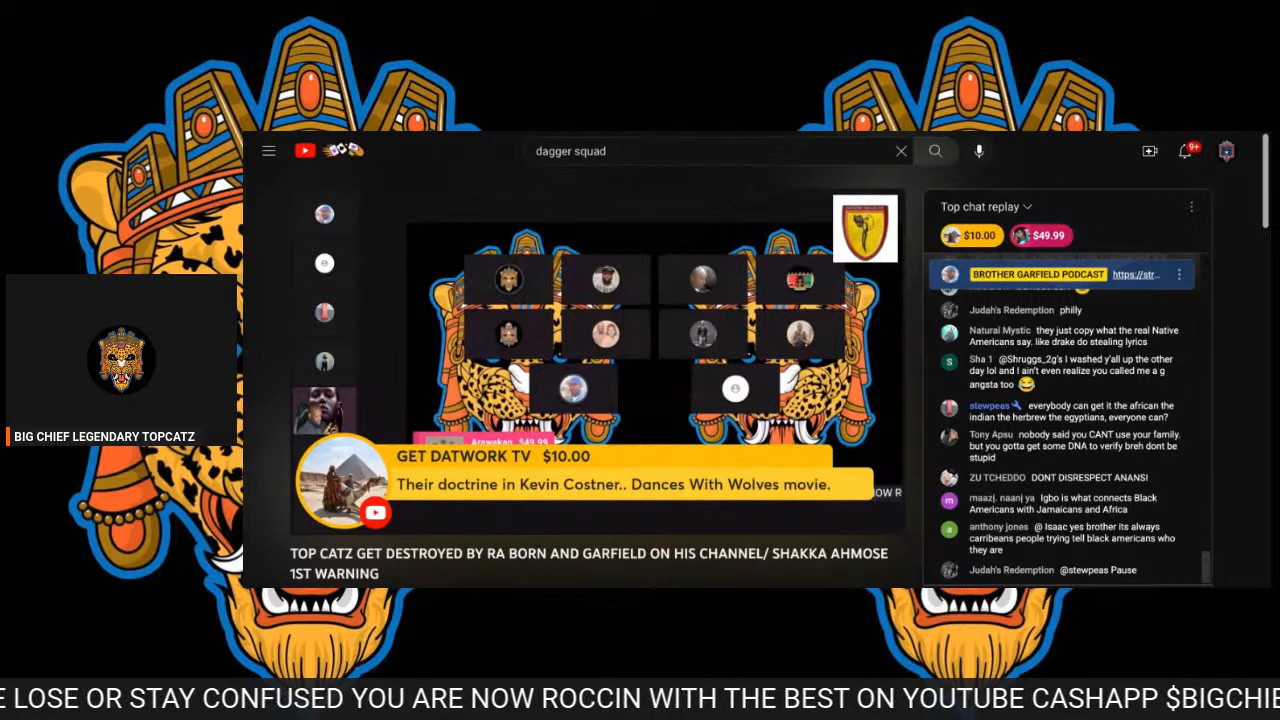 dagger squad
9+
Top chat replay
$10.00 $49.99
BROTHER GARFIELD PODCAST https://str...
Judah's Redemption philly
Natural Mystic they just copy what the real Native
Americans say. like drake do stealing lyrics
S Sha 1 @Shruggs_2g's I washed y'all up the other
day lol and I ain't even realize you called me a g
angsta too 😂
stewpeas everybody can get it the african the
indian the herbrew the egyptians, everyone can?
Tony Apsu nobody said you CANT use your family.
but you gotta get some DNA to verify breh dont be
stupid
ZU TCHEDDO DONT DISRESPECT ANANSI
m maazi. naanj ya Igbo is what connects Black
Americans with Jamaicans and Africa
a anthony jones @ Isaac yes brother its always
carribeans people trying tell black americans who
they are
Judah's Redemption @stewpeas Pause
BIG CHIEF LEGENDARY TOPCATZ
Arawakan $49.99
GET DATWORK TV $10.00
Their doctrine in Kevin Costner.. Dances With Wolves movie.
NOW R
TOP CATZ GET DESTROYED BY RA BORN AND GARFIELD ON HIS CHANNEL/ SHAKKA AHMOSE
1ST WARNING
E LOSE OR STAY CONFUSED YOU ARE NOW ROCCIN WITH THE BEST ON YOUTUBE CASHAPP $BIGCHIE